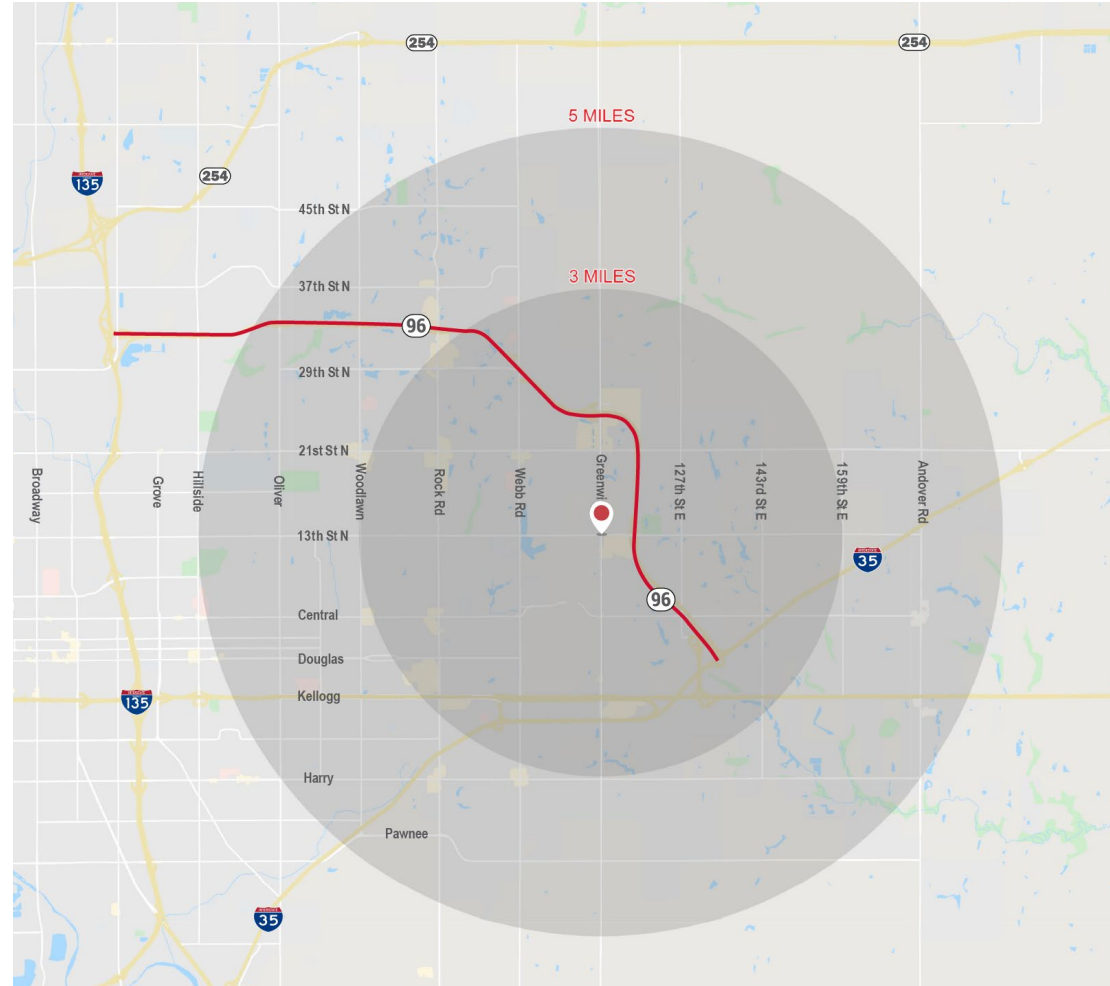 254
254
5 MILES
135
254
45th St N
3 MILES
37th St N
96
29th St N
21st St N
Broadway
Grove
Hillside
Oliver
Woodlawn
Rock Rd
Webb Rd
Greenwi
127th St E
143rd St E
159th St E
Andover Rd
13th St N
35
96
Central
Douglas
Kellogg
135
Harry
Pawnee
35